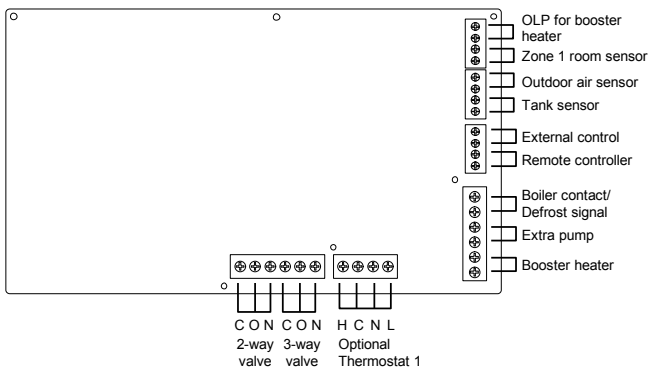 OLP for booster
heater
Zone 1 room sensor
Outdoor air sensor
Tank sensor
External control
Remote controller
Boiler contact/
Defrost signal
Extra pump
Booster heater
C O N C O N H C N L
2-way 3-way Optional
valve valve Thermostat 1